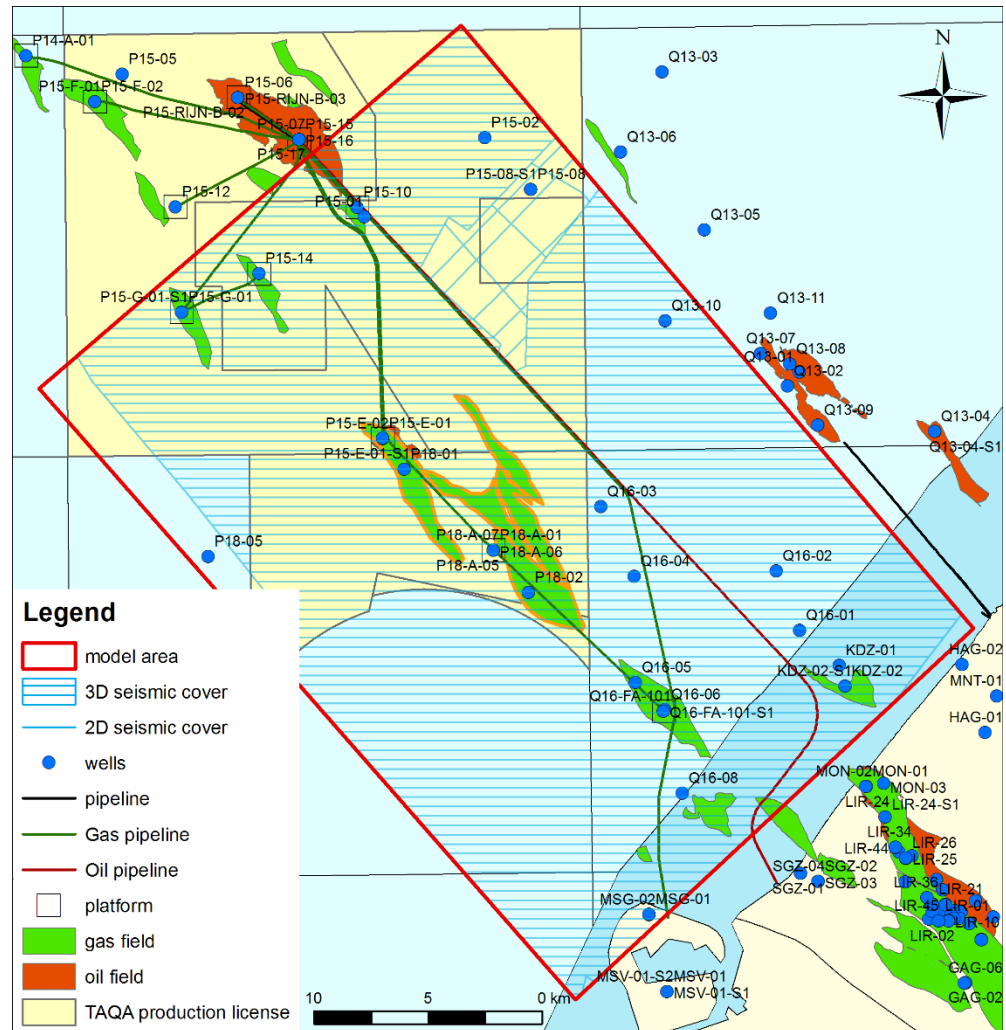 N
P14-A-01
P15-05
Q13-03
P15-F-01P15-F-02
P15-06
P15-RIJN-B-03
P15-RIJN-B-02
P15-07P15-15
P15-16
P15-17
P15-02
Q13-06
P15-08-S1P15-08
P15-12
P15-10
P15-01
Q13-05
P15-14
P15-G-01-S1P15-G-01
Q13-10
Q13-11
Q13-07
Q13-08
Q13-01
Q13-02
Q13-09
Q13-04
Q13-04-S1
P15-E-02P15-E-01
P15-E-01-S1P18-01
Q16-03
P18-A-07P18-A-01
P18-A-06
P18-A-05
P18-05
P18-02
Q16-04
Q16-02
Q16-01
KDZ-01
KDZ-02-S1KDZ-02
HAG-02
MNT-01
HAG-01
Q16-05
Q16-06
Q16-FA-101
Q16-FA-101-S1
Q16-08
MON-02MON-01
MON-03
LIR-24
LIR-24-S1
LIR-34
LIR-26
LIR-44
LIR-25
SGZ-04SGZ-02
SGZ-03
SGZ-01
LIR-36
LIR-21
LIR-45
LIR-01
LIR-10
LIR-02
MSG-02MSG-01
GAG-06
GAG-02
MSV-01-S2MSV-01
MSV-01-S1
Legend
model area
3D seismic cover
2D seismic cover
wells
pipeline
Gas pipeline
Oil pipeline
platform
gas field
oil field
TAQA production license
10 5 0 km